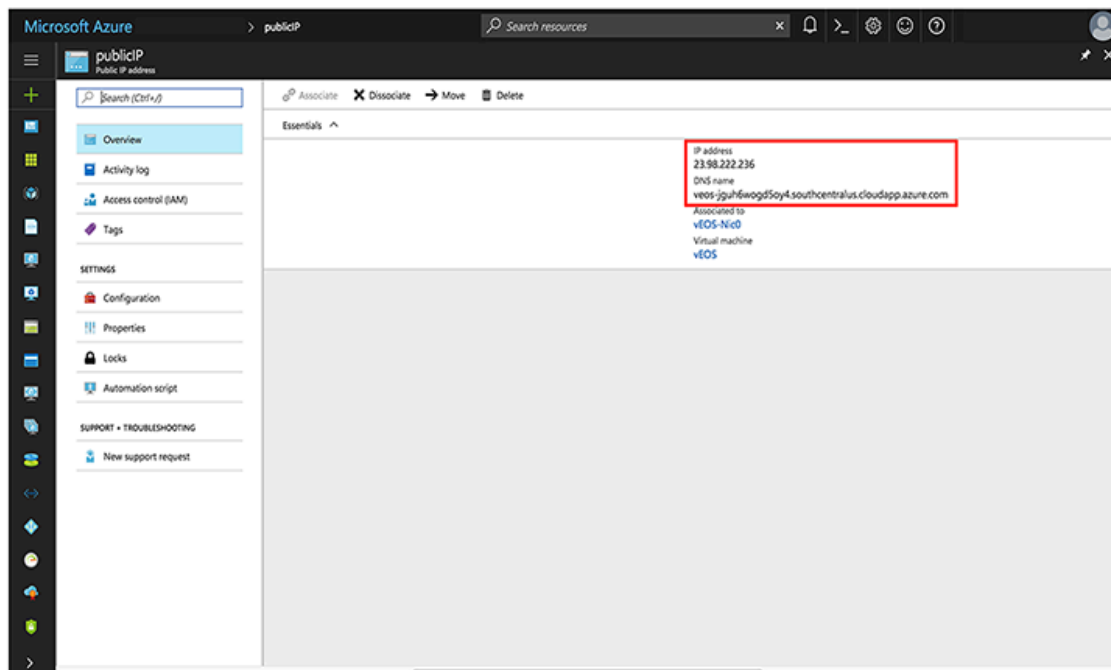 Microsoft Azure > publicIP Search resources
publicIP
Public IP address
Search (Ctrl+/)
Associate Dissociate Move Delete
Essentials
Overview
Activity log
Access control (IAM)
Tags
SETTINGS
Configuration
Properties
Locks
Automation script
SUPPORT + TROUBLESHOOTING
New support request
IP address
23.98.222.236
DNS name
veos-jguh6wogd5oy4.southcentralus.cloudapp.azure.com
Associated to
vEOS-Nic0
Virtual machine
vEOS